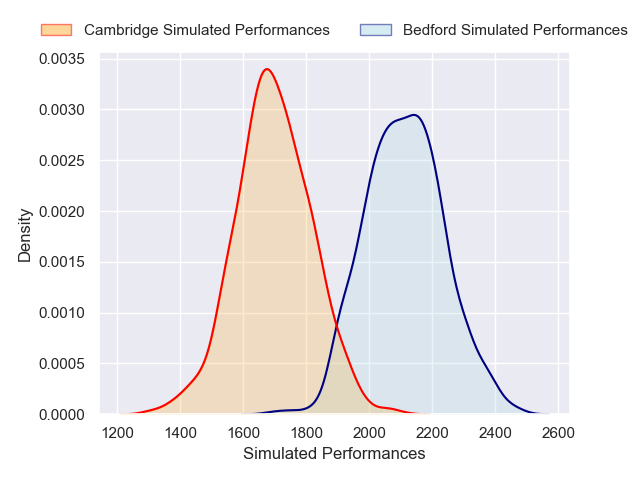 Cambridge Simulated Performances Bedford Simulated Performances
0.0035
0.0030
0.0025
0.0020
0.0015
0.0010
0.0005
0.0000
Density
1200 1400 1600 1800 2000 2200 2400 2600
Simulated Performances